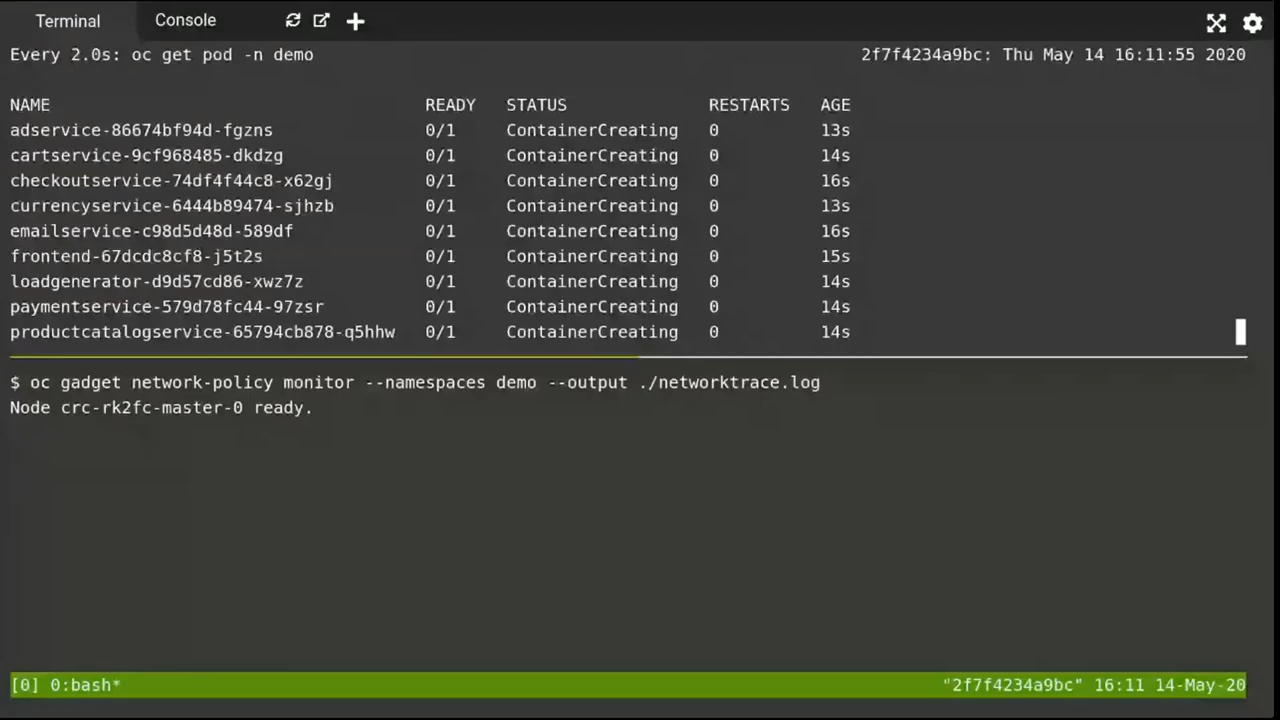 Terminal Console
Every 2.0s: oc get pod -n demo 2f7f4234a9bc: Thu May 14 16:11:55 2020
NAME READY STATUS RESTARTS AGE
adservice-86674bf94d-fgzns 0/1 ContainerCreating 0 13s
cartservice-9cf968485-dkdzg 0/1 ContainerCreating 0 14s
checkoutservice-74df4f44c8-x62gj 0/1 ContainerCreating 0 16s
currencyservice-6444b89474-sjhzb 0/1 ContainerCreating 0 13s
emailservice-c98d5d48d-589df 0/1 ContainerCreating 0 16s
frontend-67dcdc8cf8-j5t2s 0/1 ContainerCreating 0 15s
loadgenerator-d9d57cd86-xwz7z 0/1 ContainerCreating 0 14s
paymentservice-579d78fc44-97zsr 0/1 ContainerCreating 0 14s
productcatalogservice-65794cb878-q5hhw 0/1 ContainerCreating 0 14s
$ oc gadget network-policy monitor --namespaces demo --output ./networktrace.log
Node crc-rk2fc-master-0 ready.
[0] 0:bash* "2f7f4234a9bc" 16:11 14-May-20